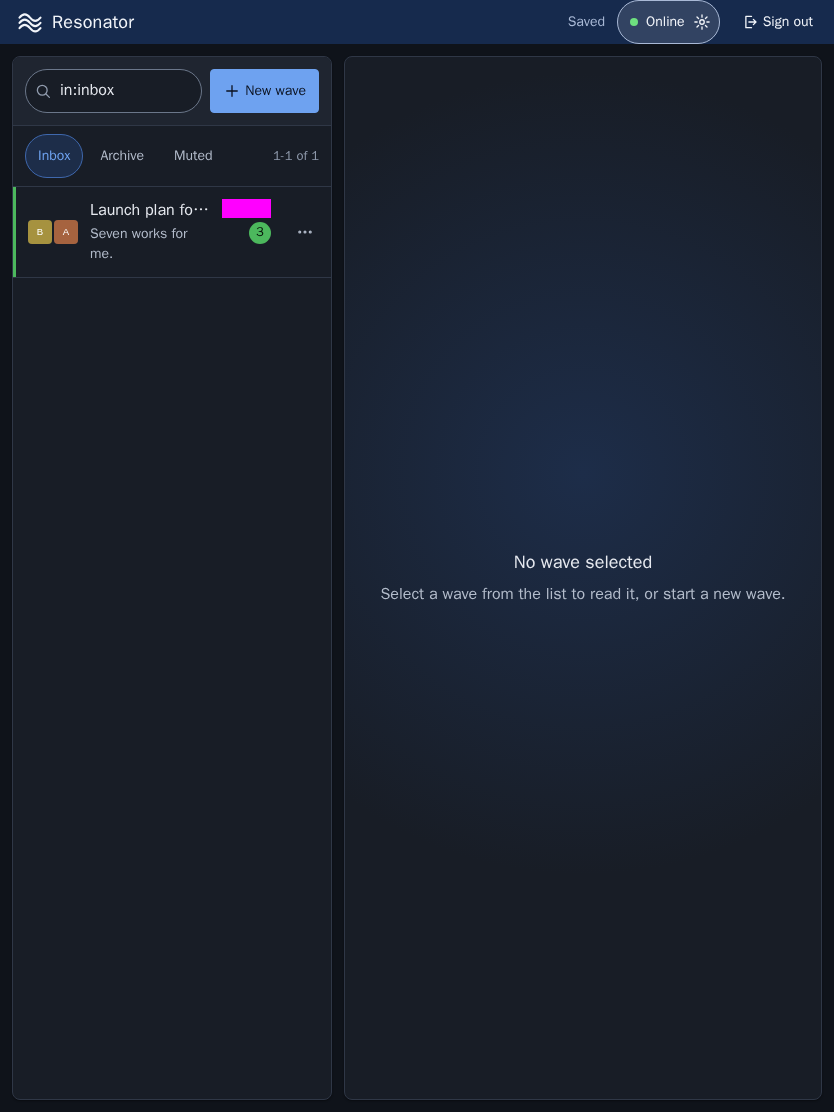 Resonator
Saved
Online
Sign out
in:inbox
New wave
Inbox
Archive
Muted
1-1 of 1
B
A
Launch plan fo…
Seven works for
me.
3
No wave selected
Select a wave from the list to read it, or start a new wave.